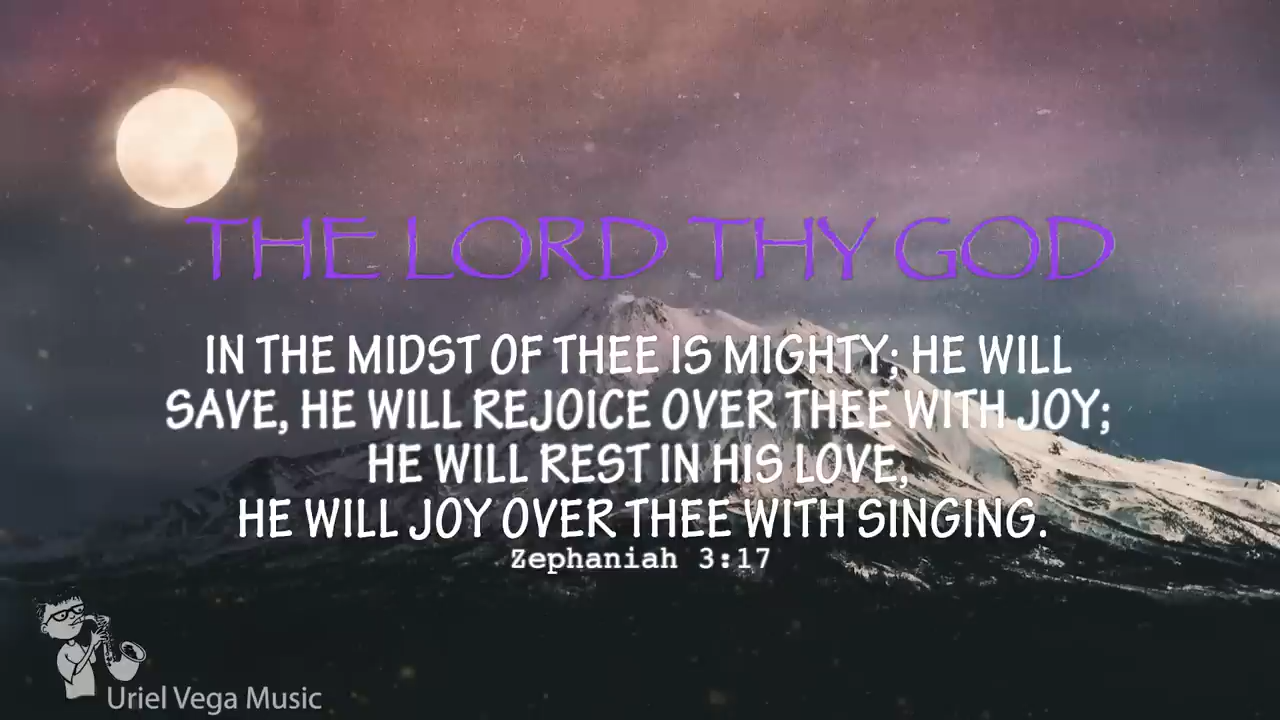 THE LORD THY GOD
IN THE MIDST OF THEE IS MIGHTY; HE WILL
SAVE, HE WILL REJOICE OVER THEE WITH JOY;
HE WILL REST IN HIS LOVE,
HE WILL JOY OVER THEE WITH SINGING.
Zephaniah 3:17
Uriel Vega Music